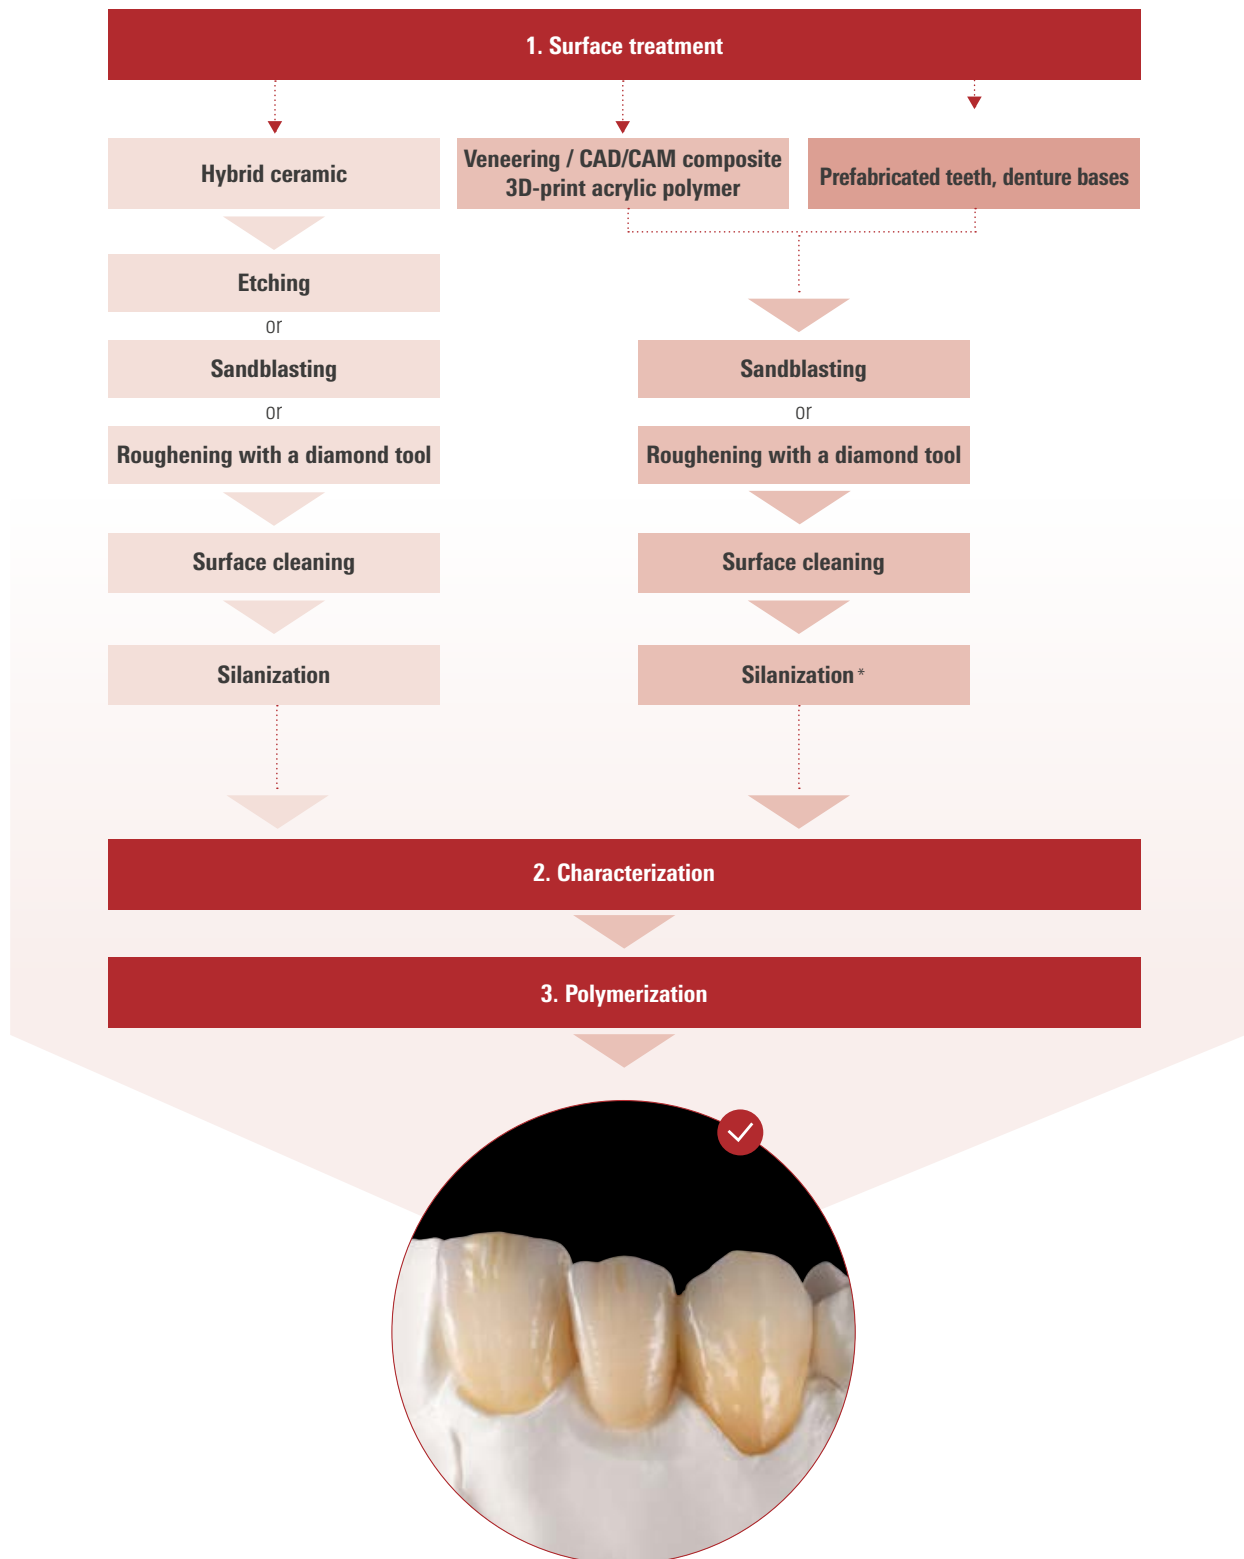 1. Surface treatment
Hybrid ceramic
Veneering / CAD/CAM composite
3D-print acrylic polymer
Prefabricated teeth, denture bases
Etching
or
Sandblasting
or
Roughening with a diamond tool
Surface cleaning
Silanization
Sandblasting
or
Roughening with a diamond tool
Surface cleaning
Silanization *
2. Characterization
3. Polymerization